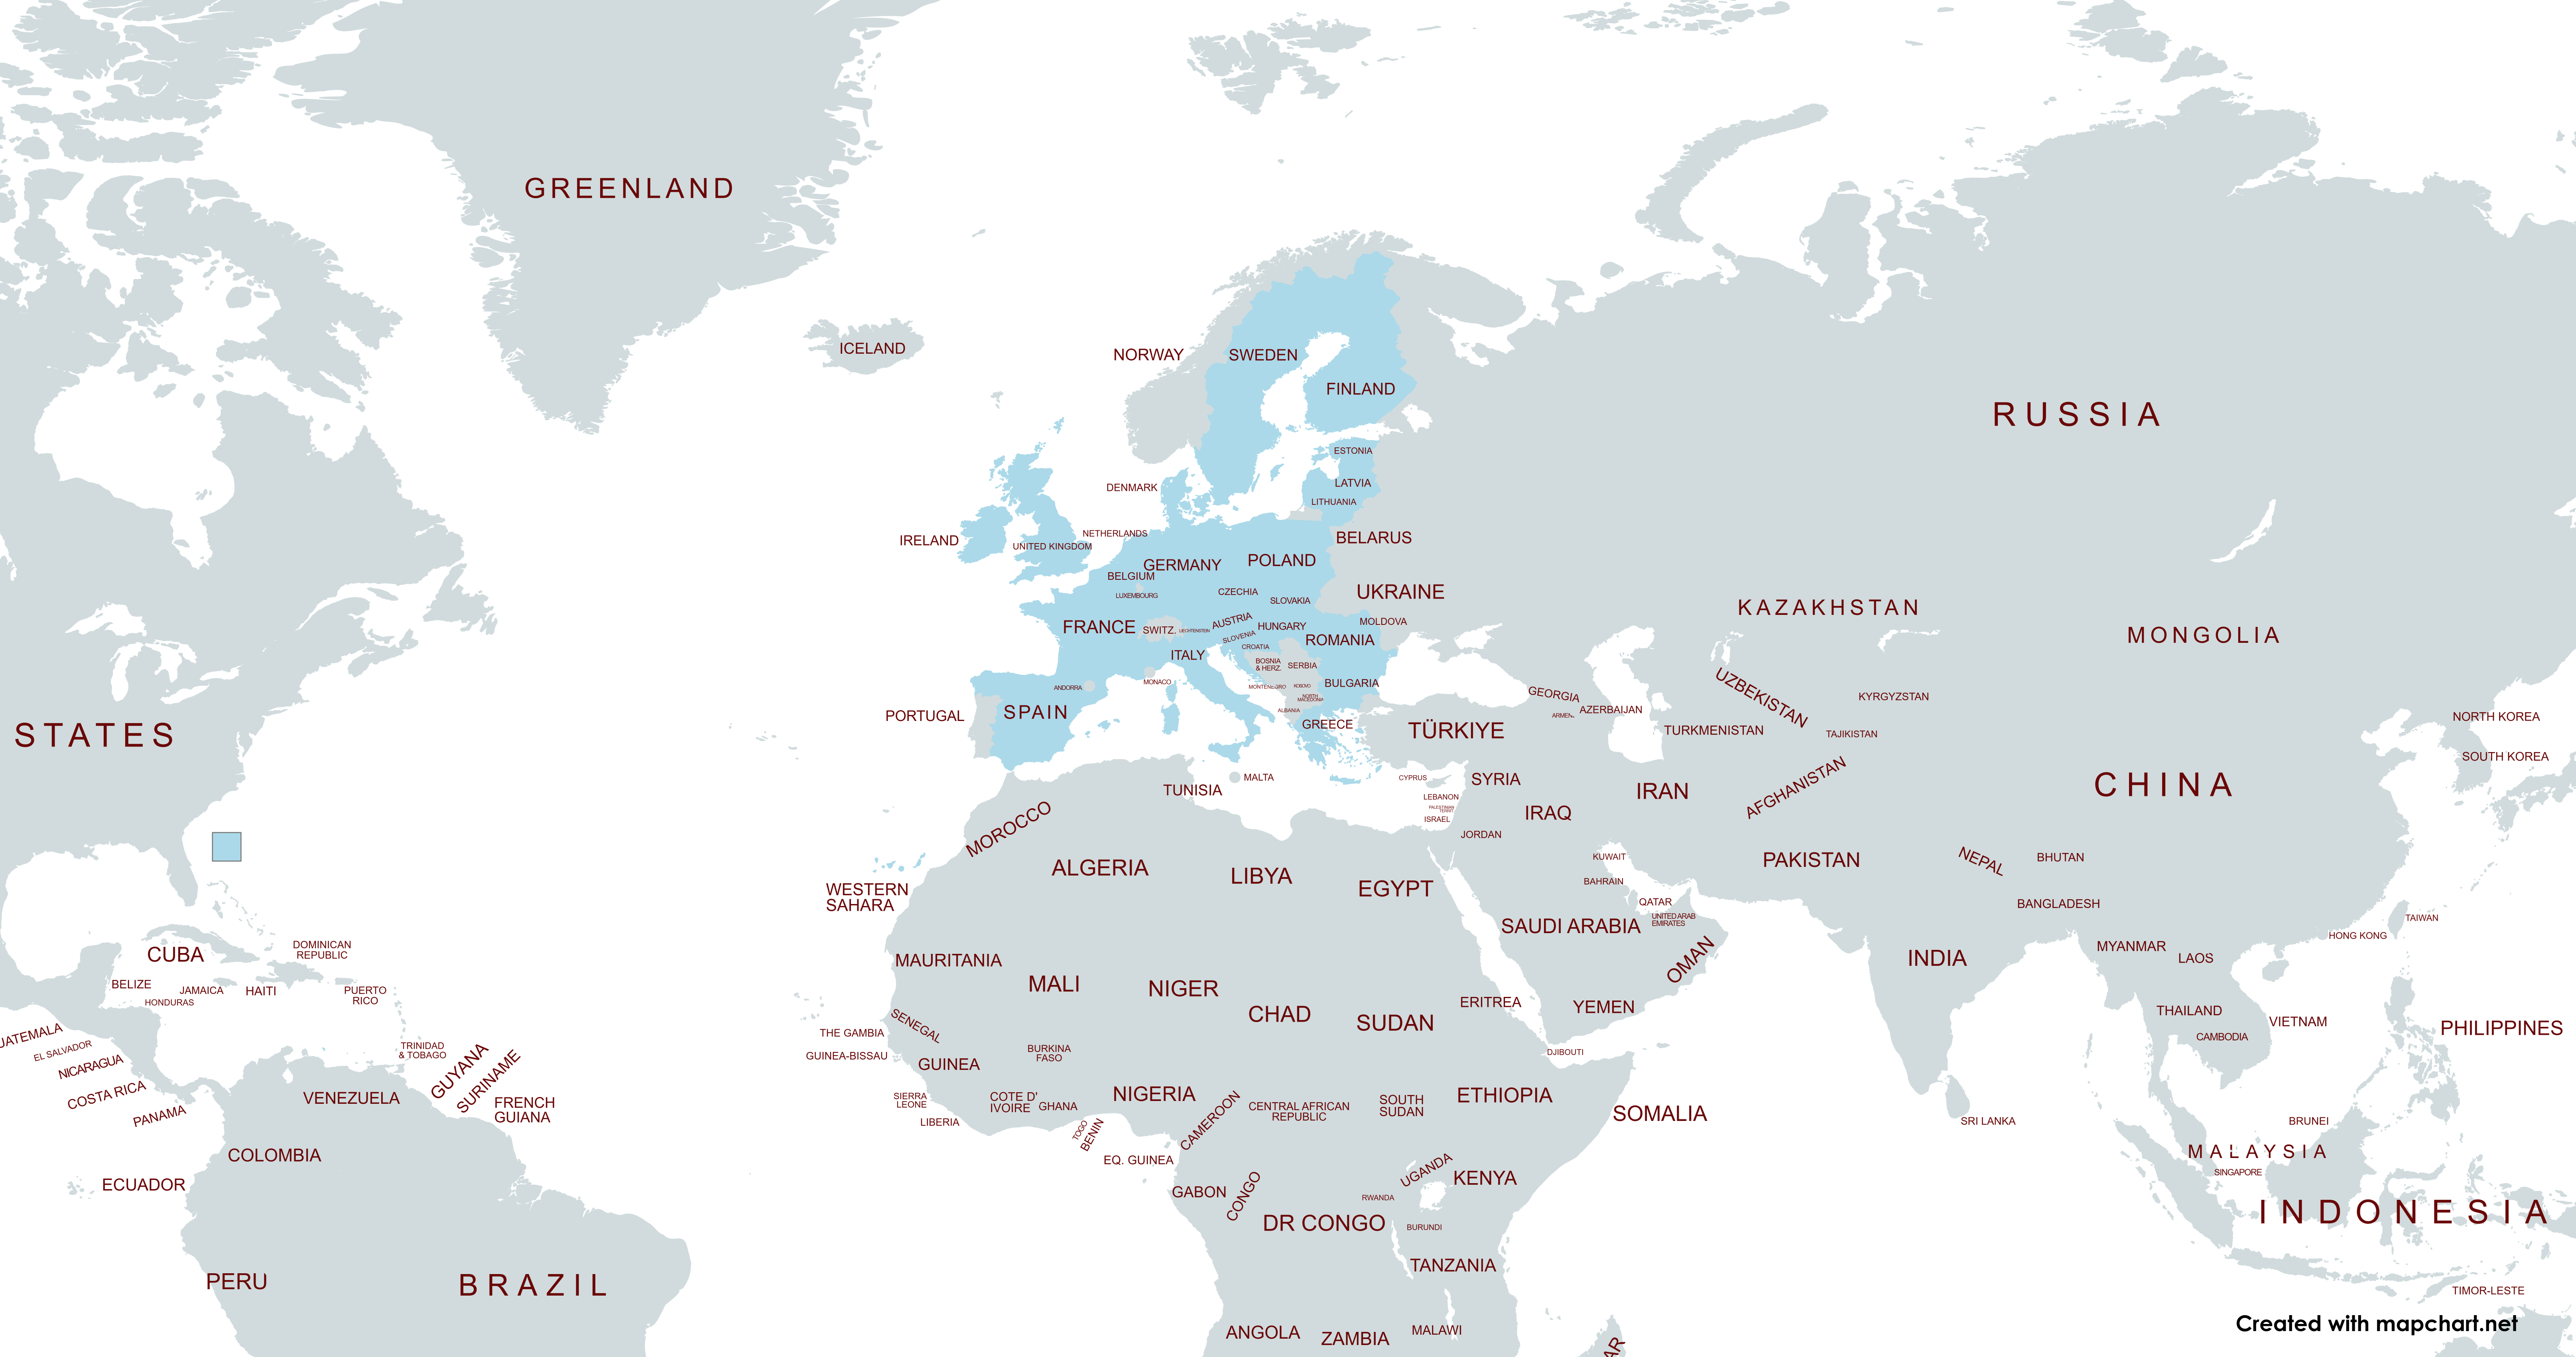 GREENLAND
ICELAND
NORWAY
SWEDEN
FINLAND
RUSSIA
ESTONIA
LATVIA
LITHUANIA
DENMARK
IRELAND
UNITED KINGDOM
NETHERLANDS
BELARUS
GERMANY
POLAND
BELGIUM
LUXEMBOURG
CZECHIA
SLOVAKIA
UKRAINE
FRANCE
SWITZ.
LIECHTENSTEIN
AUSTRIA
HUNGARY
MOLDOVA
SLOVENIA
CROATIA
ROMANIA
KAZAKHSTAN
MONGOLIA
ITALY
BOSNIA
& HERZ.
SERBIA
ANDORRA
MONACO
MONTENEGRO
KOSOVO
BULGARIA
NORTH
MACEDONIA
ALBANIA
PORTUGAL
SPAIN
GREECE
TÜRKIYE
GEORGIA
ARMEN.
AZERBAIJAN
UZBEKISTAN
KYRGYZSTAN
TURKMENISTAN
TAJIKISTAN
NORTH KOREA
SOUTH KOREA
STATES
CHINA
MALTA
TUNISIA
CYPRUS
SYRIA
LEBANON
PALESTINIAN
TERRIT.
ISRAEL
IRAQ
IRAN
AFGHANISTAN
JORDAN
MOROCCO
ALGERIA
LIBYA
EGYPT
KUWAIT
BAHRAIN
QATAR
UNITED ARAB
EMIRATES
SAUDI ARABIA
OMAN
PAKISTAN
NEPAL
BHUTAN
BANGLADESH
WESTERN
SAHARA
TAIWAN
HONG KONG
CUBA
DOMINICAN
REPUBLIC
BELIZE
JAMAICA
HAITI
PUERTO
RICO
HONDURAS
MAURITANIA
MALI
NIGER
CHAD
SUDAN
ERITREA
YEMEN
INDIA
MYANMAR
LAOS
THAILAND
VIETNAM
CAMBODIA
PHILIPPINES
UATEMALA
EL SALVADOR
NICARAGUA
COSTA RICA
PANAMA
TRINIDAD
& TOBAGO
GUYANA
SURINAME
FRENCH
GUIANA
VENEZUELA
COLOMBIA
ECUADOR
PERU
BRAZIL
SENEGAL
THE GAMBIA
GUINEA-BISSAU
GUINEA
BURKINA
FASO
SIERRA
LEONE
LIBERIA
COTE D'
IVOIRE
GHANA
TOGO
BENIN
NIGERIA
CAMEROON
EQ. GUINEA
CENTRAL AFRICAN
REPUBLIC
SOUTH
SUDAN
ETHIOPIA
DJIBOUTI
SOMALIA
GABON
CONGO
DR CONGO
UGANDA
KENYA
RWANDA
BURUNDI
TANZANIA
ANGOLA
ZAMBIA
MALAWI
AR
SRI LANKA
BRUNEI
MALAYSIA
SINGAPORE
INDONESIA
TIMOR-LESTE
Created with mapchart.net